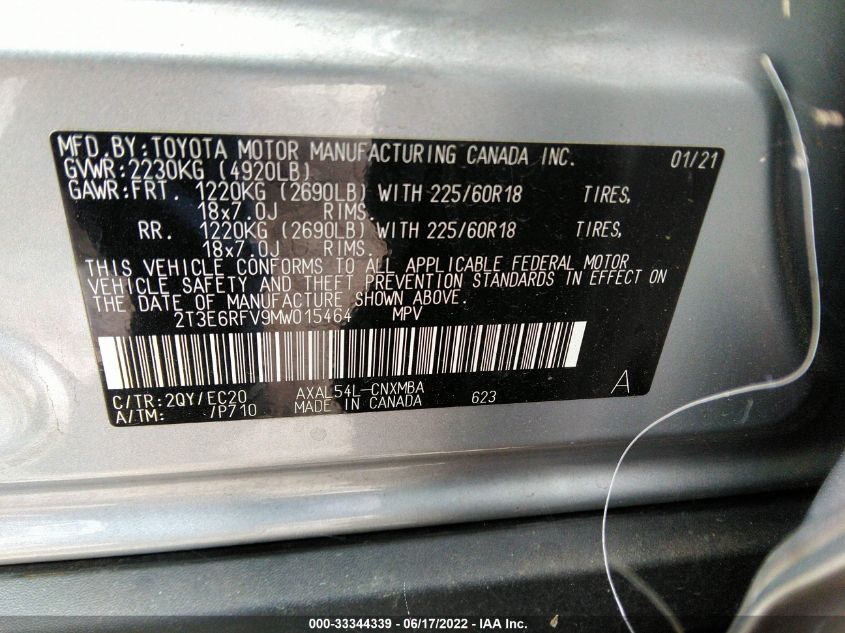 MFD.BY:TOYOTA MOTOR MANUFACTURING CANADA INC. 01/21
GVWR:2230KG (4920LB)
GAWR:FRT. 1220KG (2690LB) WITH 225/60R18 TIRES,
18x7.0J RIMS.
RR. 1220KG (2690LB) WITH 225/60R18 TIRES,
18x7.0J RIMS.
THIS VEHICLE CONFORMS TO ALL APPLICABLE FEDERAL MOTOR
VEHICLE SAFETY AND THEFT PREVENTION STANDARDS IN EFFECT ON
THE DATE OF MANUFACTURE SHOWN ABOVE.
2T3E6RFV9MW015464 MPV
C/TR:2QY/EC20 AXAL54L-CNXMBA A
A/TM: /P710 MADE IN CANADA 623
000-33344339 - 06/17/2022 - IAA Inc.